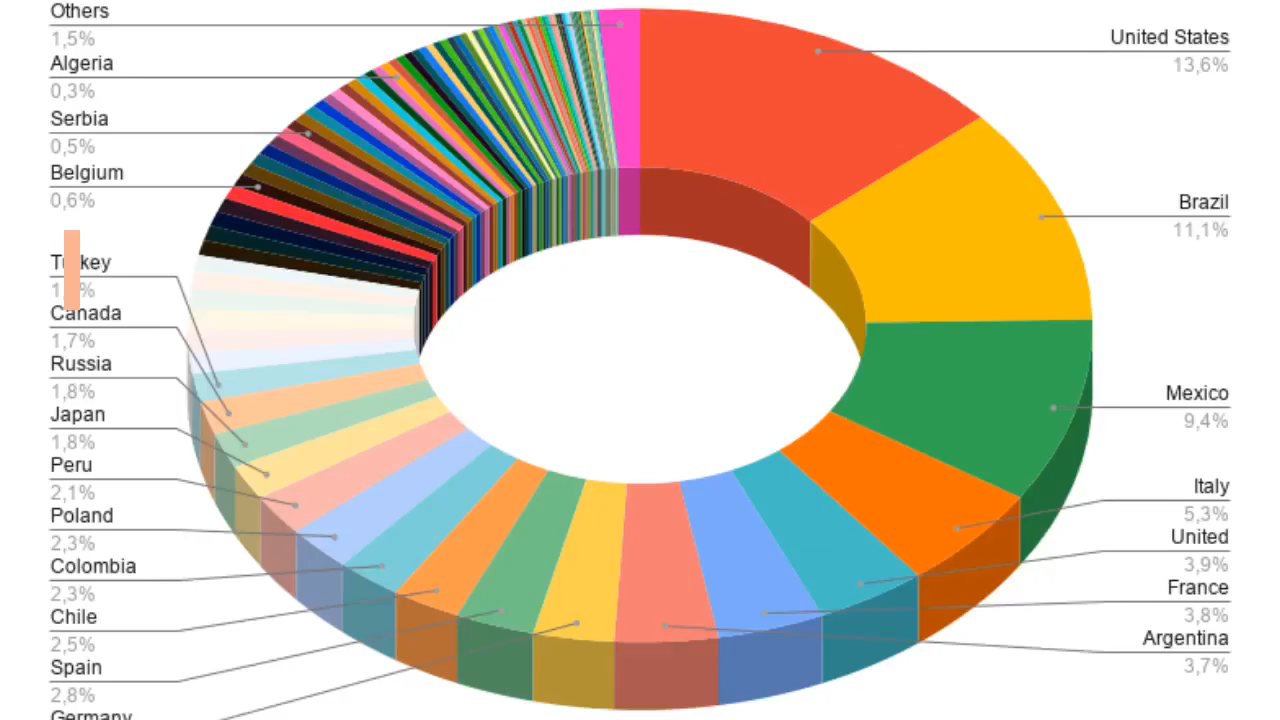 Others
1,5%
Algeria
0,3%
Serbia
0,5%
Belgium
0,6%
Canada
1,7%
Russia
1,8%
Japan
1,8%
Peru
2,1%
Poland
2,3%
Colombia
2,3%
Chile
2,5%
Spain
2,8%
Germany
United States
13,6%
Brazil
11,1%
Mexico
9,4%
Italy
5,3%
United
3,9%
France
3,8%
Argentina
3,7%